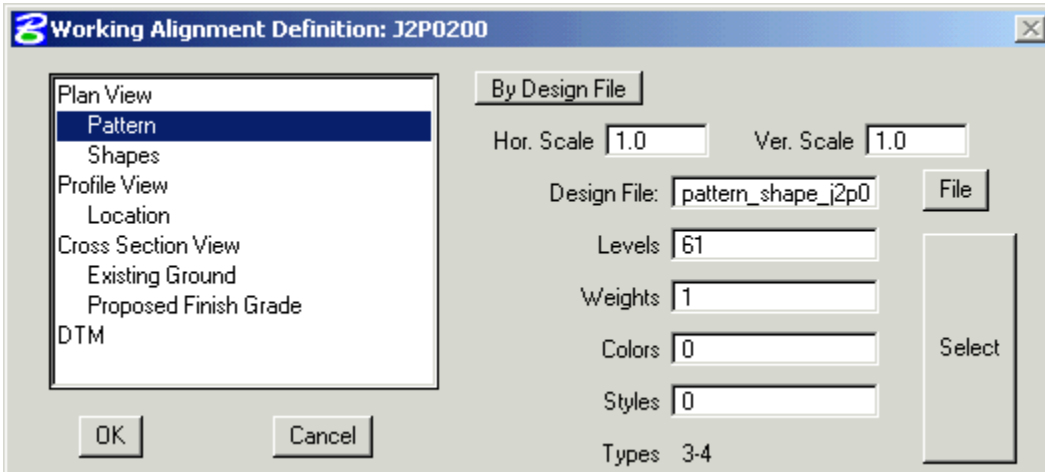 Working Alignment Definition: J2P0200
Plan View
Pattern
Shapes
Profile View
Location
Cross Section View
Existing Ground
Proposed Finish Grade
DTM
OK
Cancel
By Design File
Hor. Scale 1.0 Ver. Scale 1.0
Design File: pattern_shape_j2p0 File
Levels 61
Weights 1
Colors 0
Styles 0
Types 3-4
Select